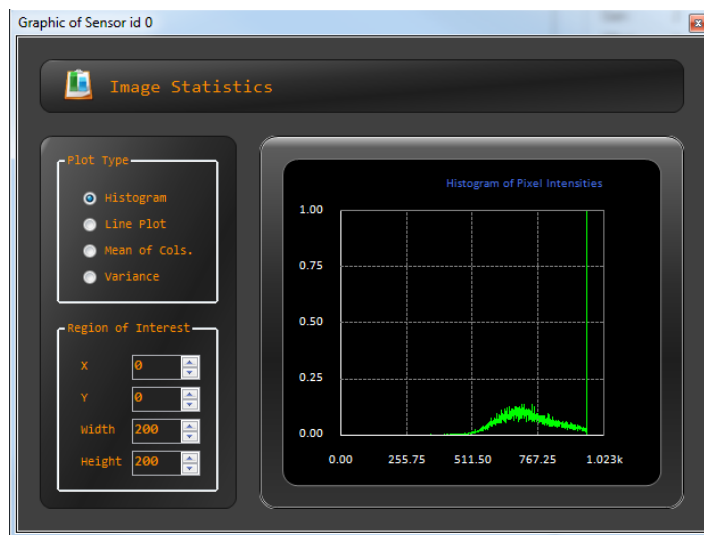 Graphic of Sensor id 0
Image Statistics
Plot Type
Histogram
Line Plot
Mean of Cols.
Variance
Region of Interest
X 0
Y 0
Width 200
Height 200
Histogram of Pixel Intensities
1.00
0.75
0.50
0.25
0.00
0.00 255.75 511.50 767.25 1.023k